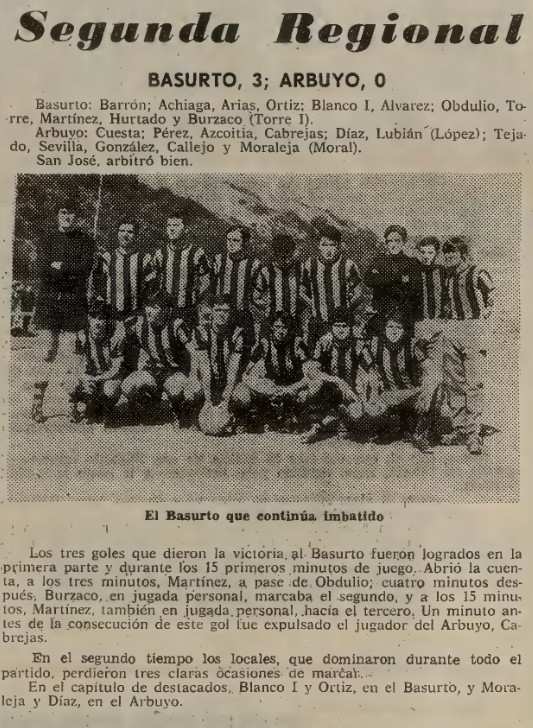 Segunda Regional
BASURTO, 3; ARBUYO, 0
Basurto: Barrón; Achiaga, Arias, Ortiz; Blanco I, Alvarez; Obdulio, To-
rre, Martínez, Hurtado y Burzaco (Torre I).
Arbuyo: Cuesta; Pérez, Azcoitia, Cabrejas; Díaz, Lubián (López); Teja-
do, Sevilla, González, Callejo y Moraleja (Moral).
San José, arbitró bien.
El Basurto que continúa imbatido
Los tres goles que dieron la victoria al Basurto fueron logrados en la
primera parte y durante los 15 primeros minutos de juego. Abrió la cuen-
ta, a los tres minutos, Martínez, a pase de Obdulio; cuatro minutos des-
pués, Burzaco, en jugada personal, marcaba el segundo, y a los 15 minu-
tos, Martínez, también en jugada personal, hacía el tercero. Un minuto an-
tes de la consecución de este gol fue expulsado el jugador del Arbuyo, Ca-
brejas.
En el segundo tiempo los locales, que dominaron durante todo el
partido, perdieron tres claras ocasiones de marcar.
En el capítulo de destacados, Blanco I y Ortiz, en el Basurto, y Mora-
leja y Díaz, en el Arbuyo.